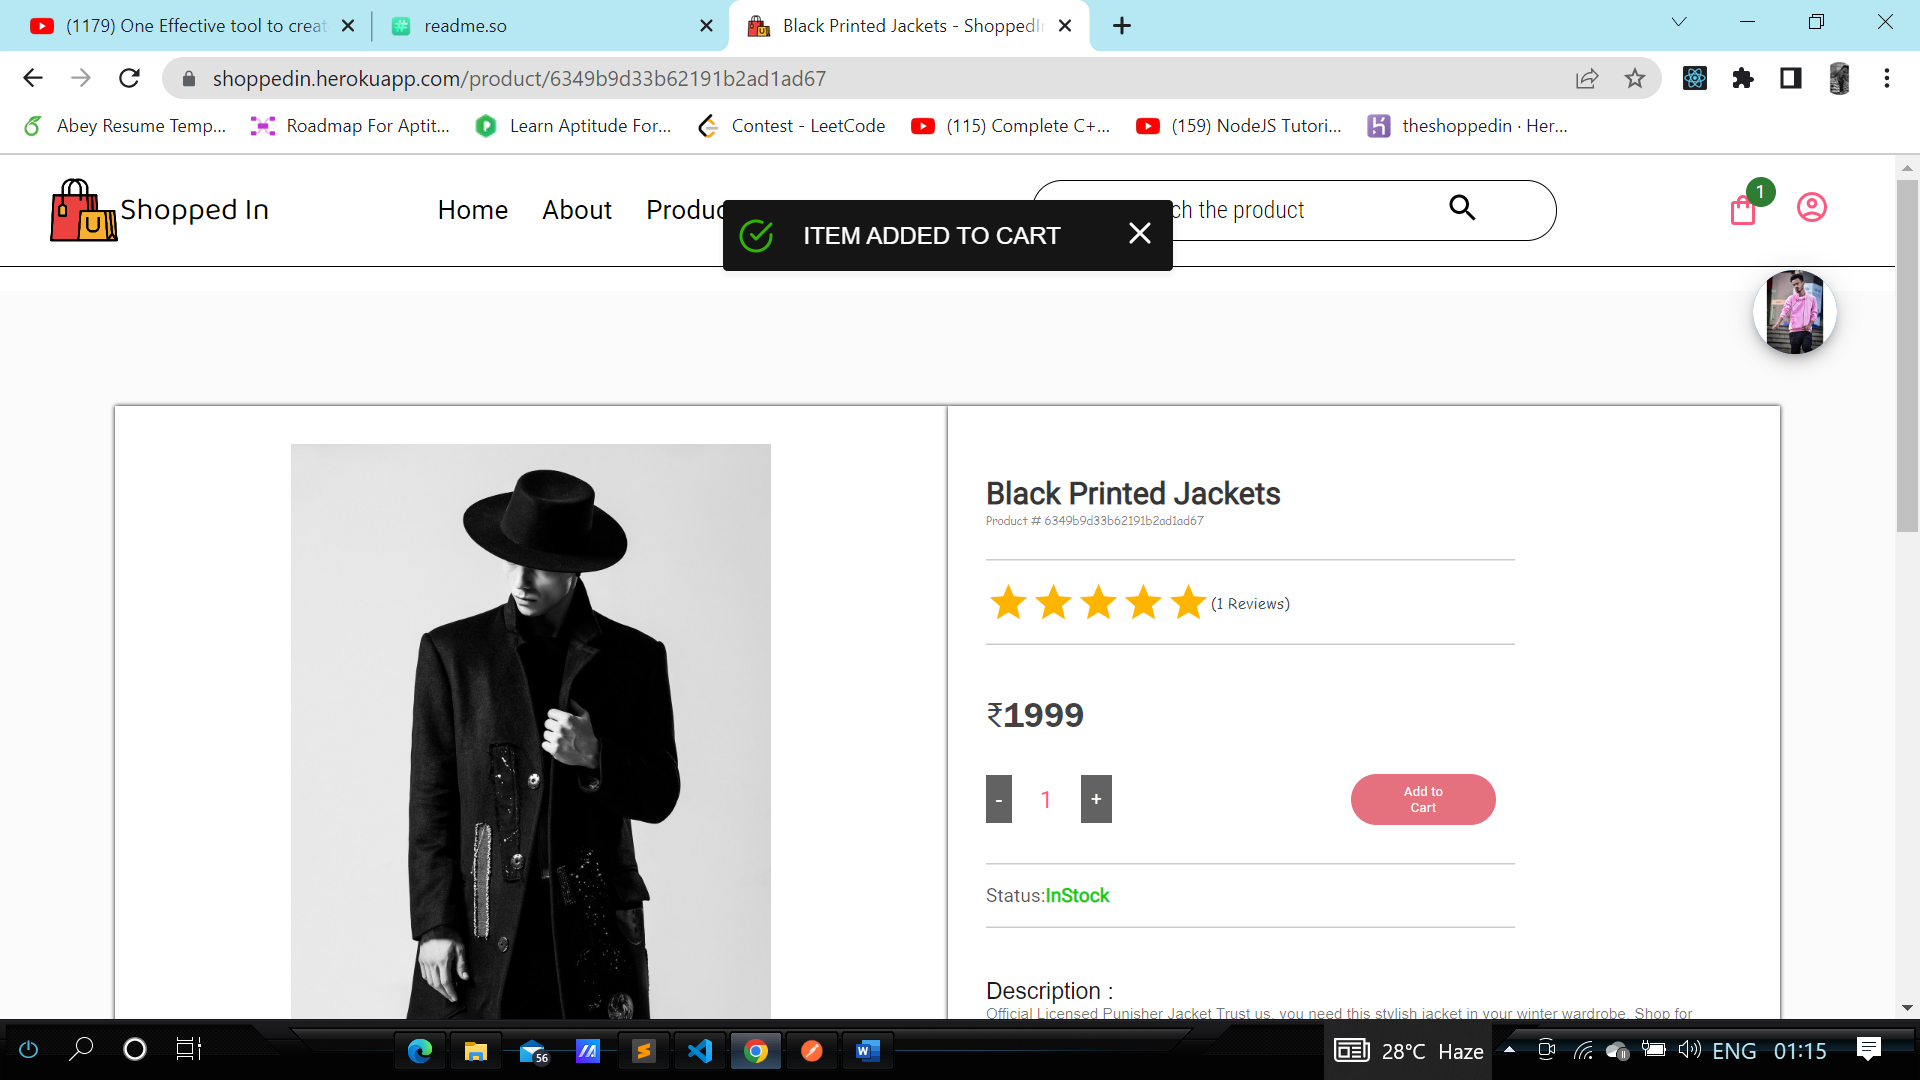 (1179) One Effective tool to creat
readme.so
Black Printed Jackets - ShoppedIn
shoppedin.herokuapp.com/product/6349b9d33b62191b2ad1ad67
Abey Resume Temp...
Roadmap For Aptit...
Learn Aptitude For...
Contest - LeetCode
(115) Complete C+...
(159) NodeJS Tutori...
theshoppedin · Her...
Shopped In
Home
About
Produc
ch the product
1
ITEM ADDED TO CART
Black Printed Jackets
Product # 6349b9d33b62191b2ad1ad67
(1 Reviews)
₹1999
-
1
+
Add to
Cart
Status:InStock
Description :
Official Licensed Punisher Jacket Trust us, you need this stylish jacket in your winter wardrobe. Shop for
56
28°C Haze
ENG
01:15